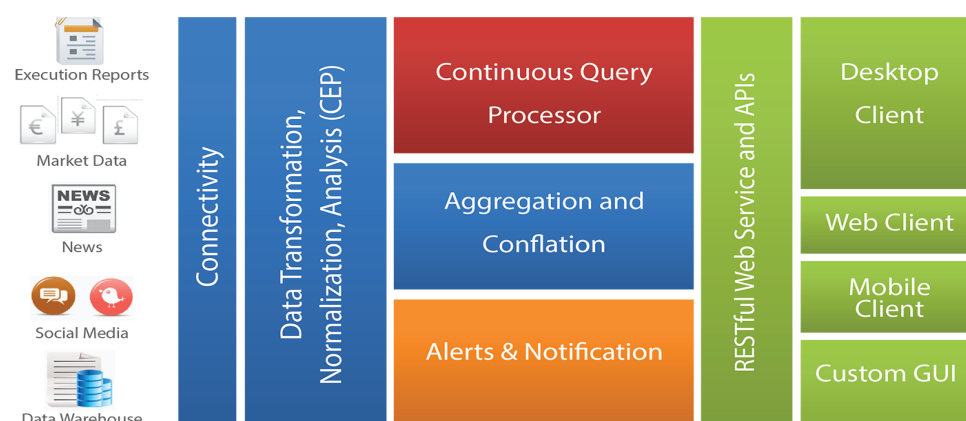 Execution Reports
€
¥
£
Market Data
NEWS
News
Social Media
Data Warehouse
Connectivity
Data Transformation,
Normalization, Analysis (CEP)
Continuous Query
Processor
Aggregation and
Conflation
Alerts & Notification
RESTful Web Service and APIs
Desktop
Client
Web Client
Mobile
Client
Custom GUI